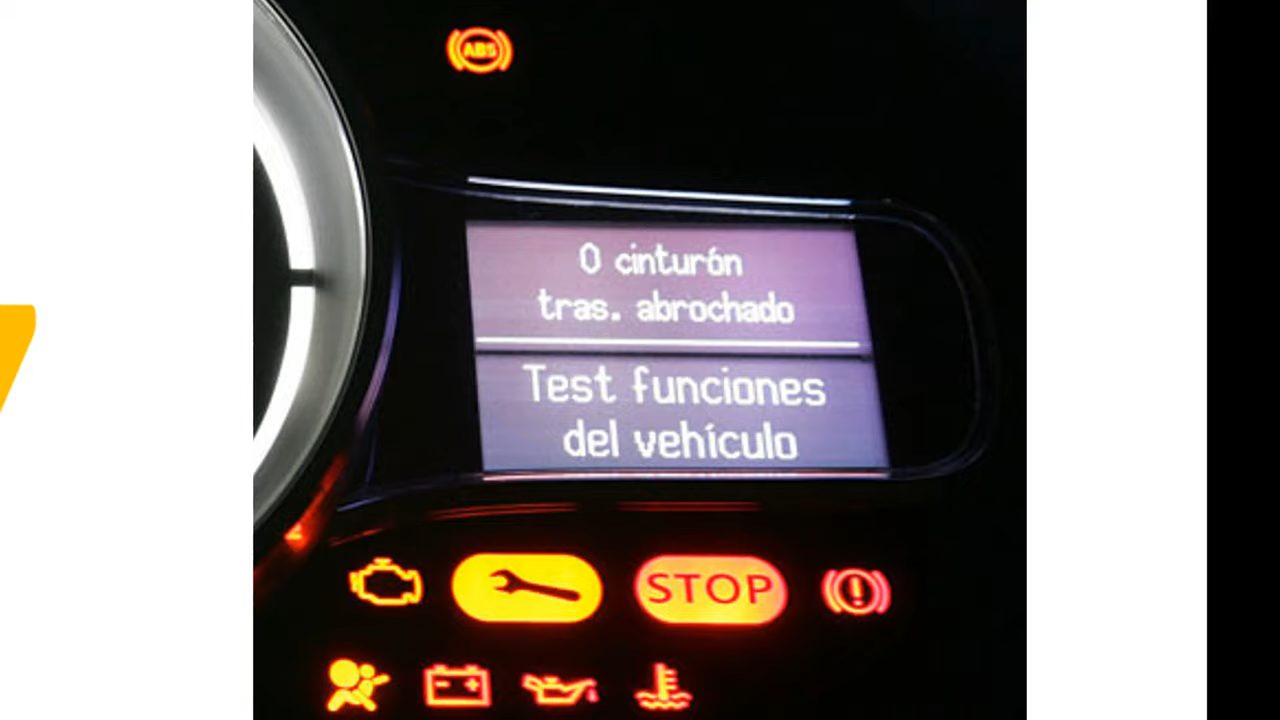 ABS
0 cinturón
tras. abrochado
Test funciones
del vehículo
STOP